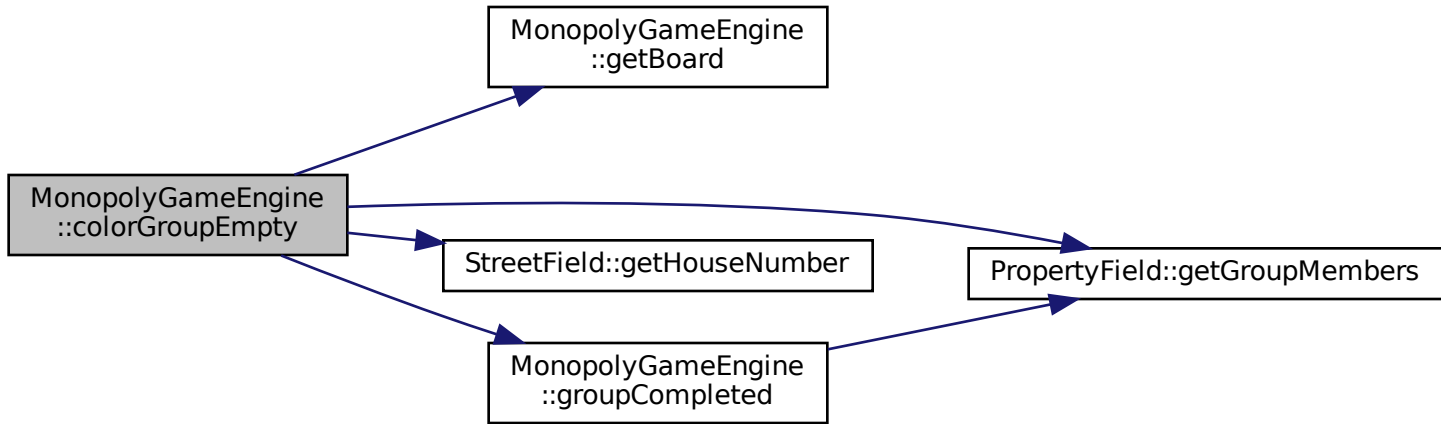 MonopolyGameEngine
::getBoard
MonopolyGameEngine
::colorGroupEmpty
StreetField::getHouseNumber
PropertyField::getGroupMembers
MonopolyGameEngine
::groupCompleted